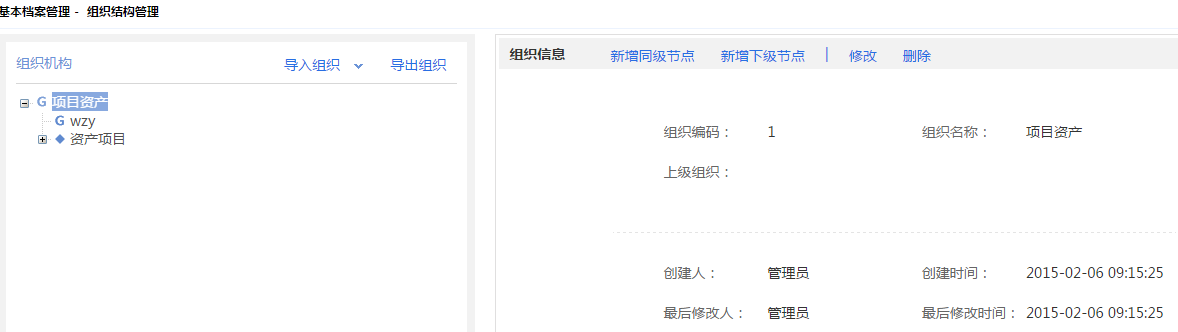 基本档案管理 - 组织结构管理
组织机构 导入组织 导出组织
G 项目资产
G wzy
资产项目
组织信息 新增同级节点 新增下级节点 | 修改 删除
组织编码： 1 组织名称： 项目资产
上级组织：
创建人： 管理员 创建时间： 2015-02-06 09:15:25
最后修改人： 管理员 最后修改时间： 2015-02-06 09:15:25